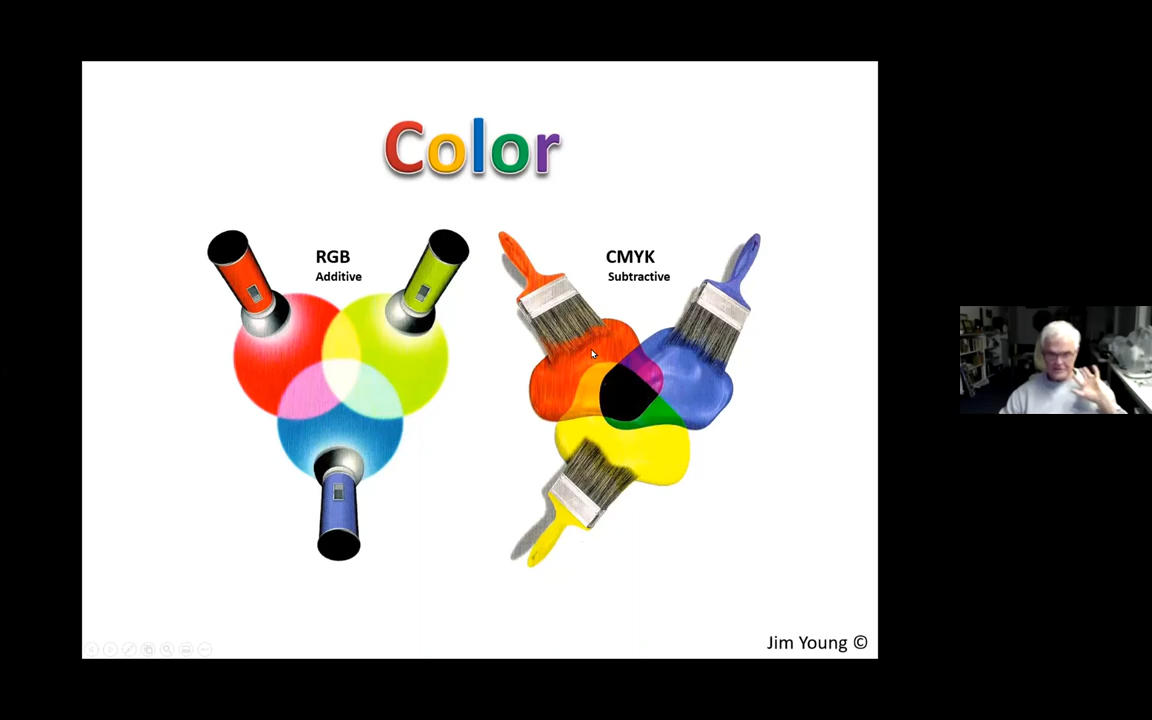 Color
RGB
Additive
CMYK
Subtractive
Jim Young ©